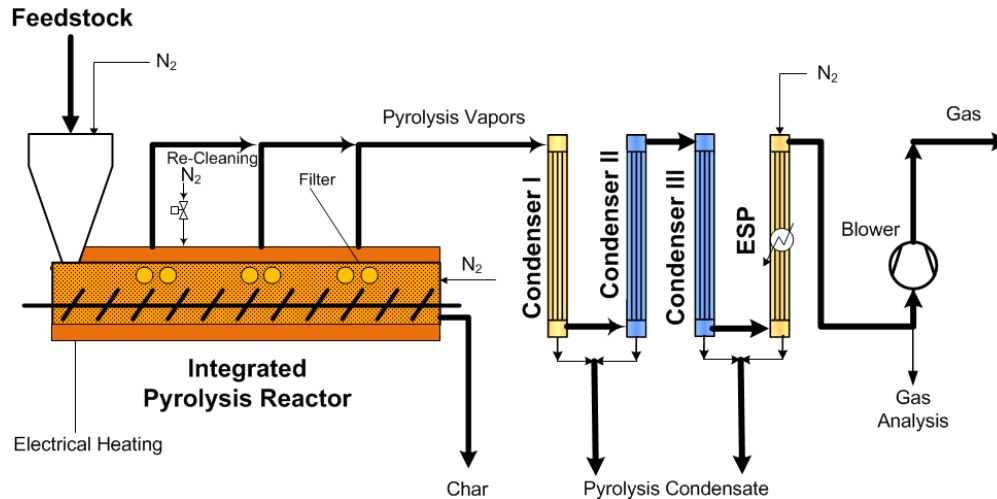 Feedstock
N2
Pyrolysis Vapors
N2
Gas
Re-Cleaning
N2
Filter
Condenser I
Condenser II
Condenser III
ESP
Blower
N2
Integrated
Pyrolysis Reactor
Electrical Heating
Char
Pyrolysis Condensate
Gas
Analysis